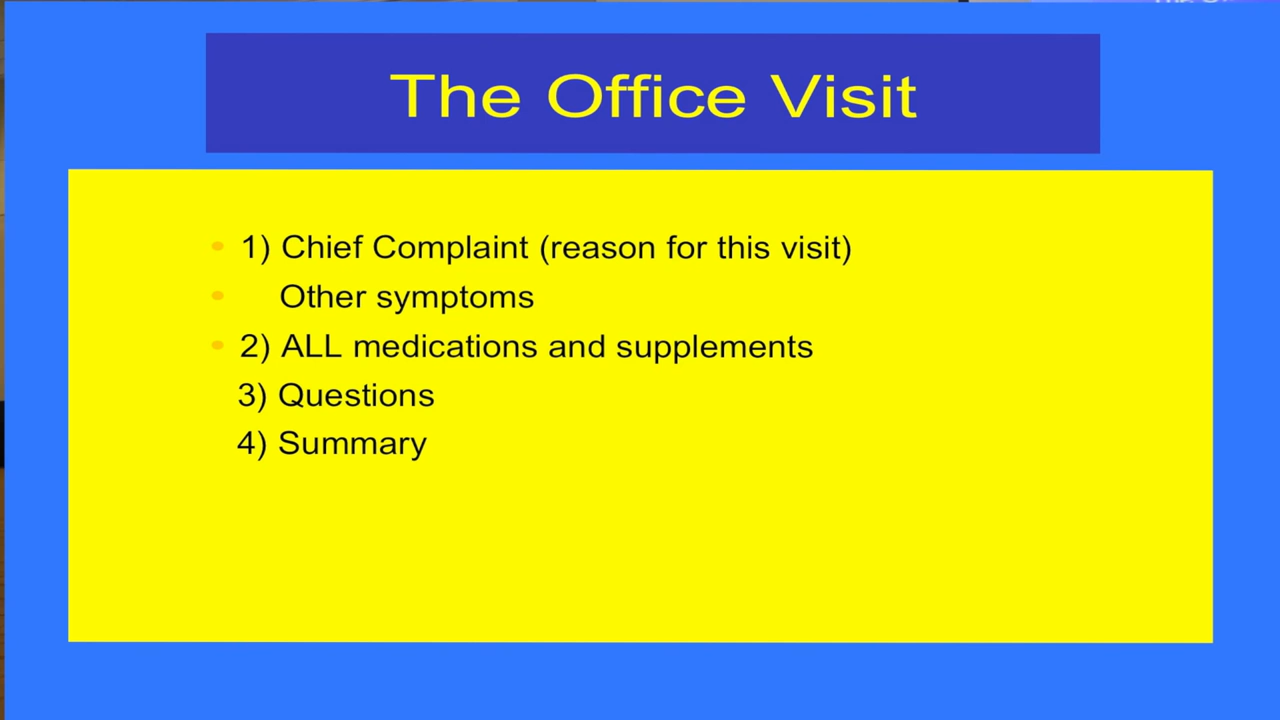 The Office Visit
• 1) Chief Complaint (reason for this visit)
• Other symptoms
• 2) ALL medications and supplements
3) Questions
4) Summary